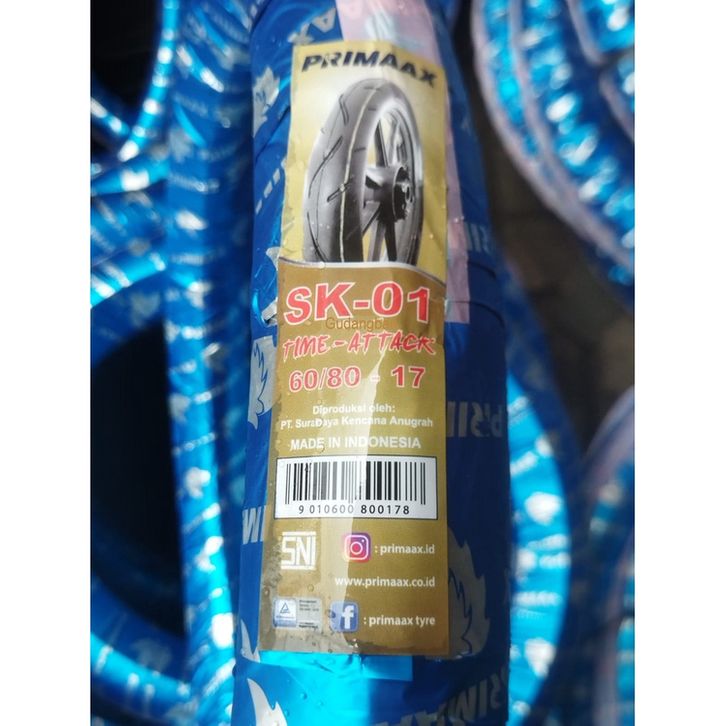 PRIMAAX
SK-01
Gudangba
TIME-ATTACK
60/80 - 17
Diproduksi oleh:
PT. Surabaya Kencana Anugrah
MADE IN INDONESIA
9 010600 800178
SNI
: primaax.id
www.primaax.co.id
: primaax tyre